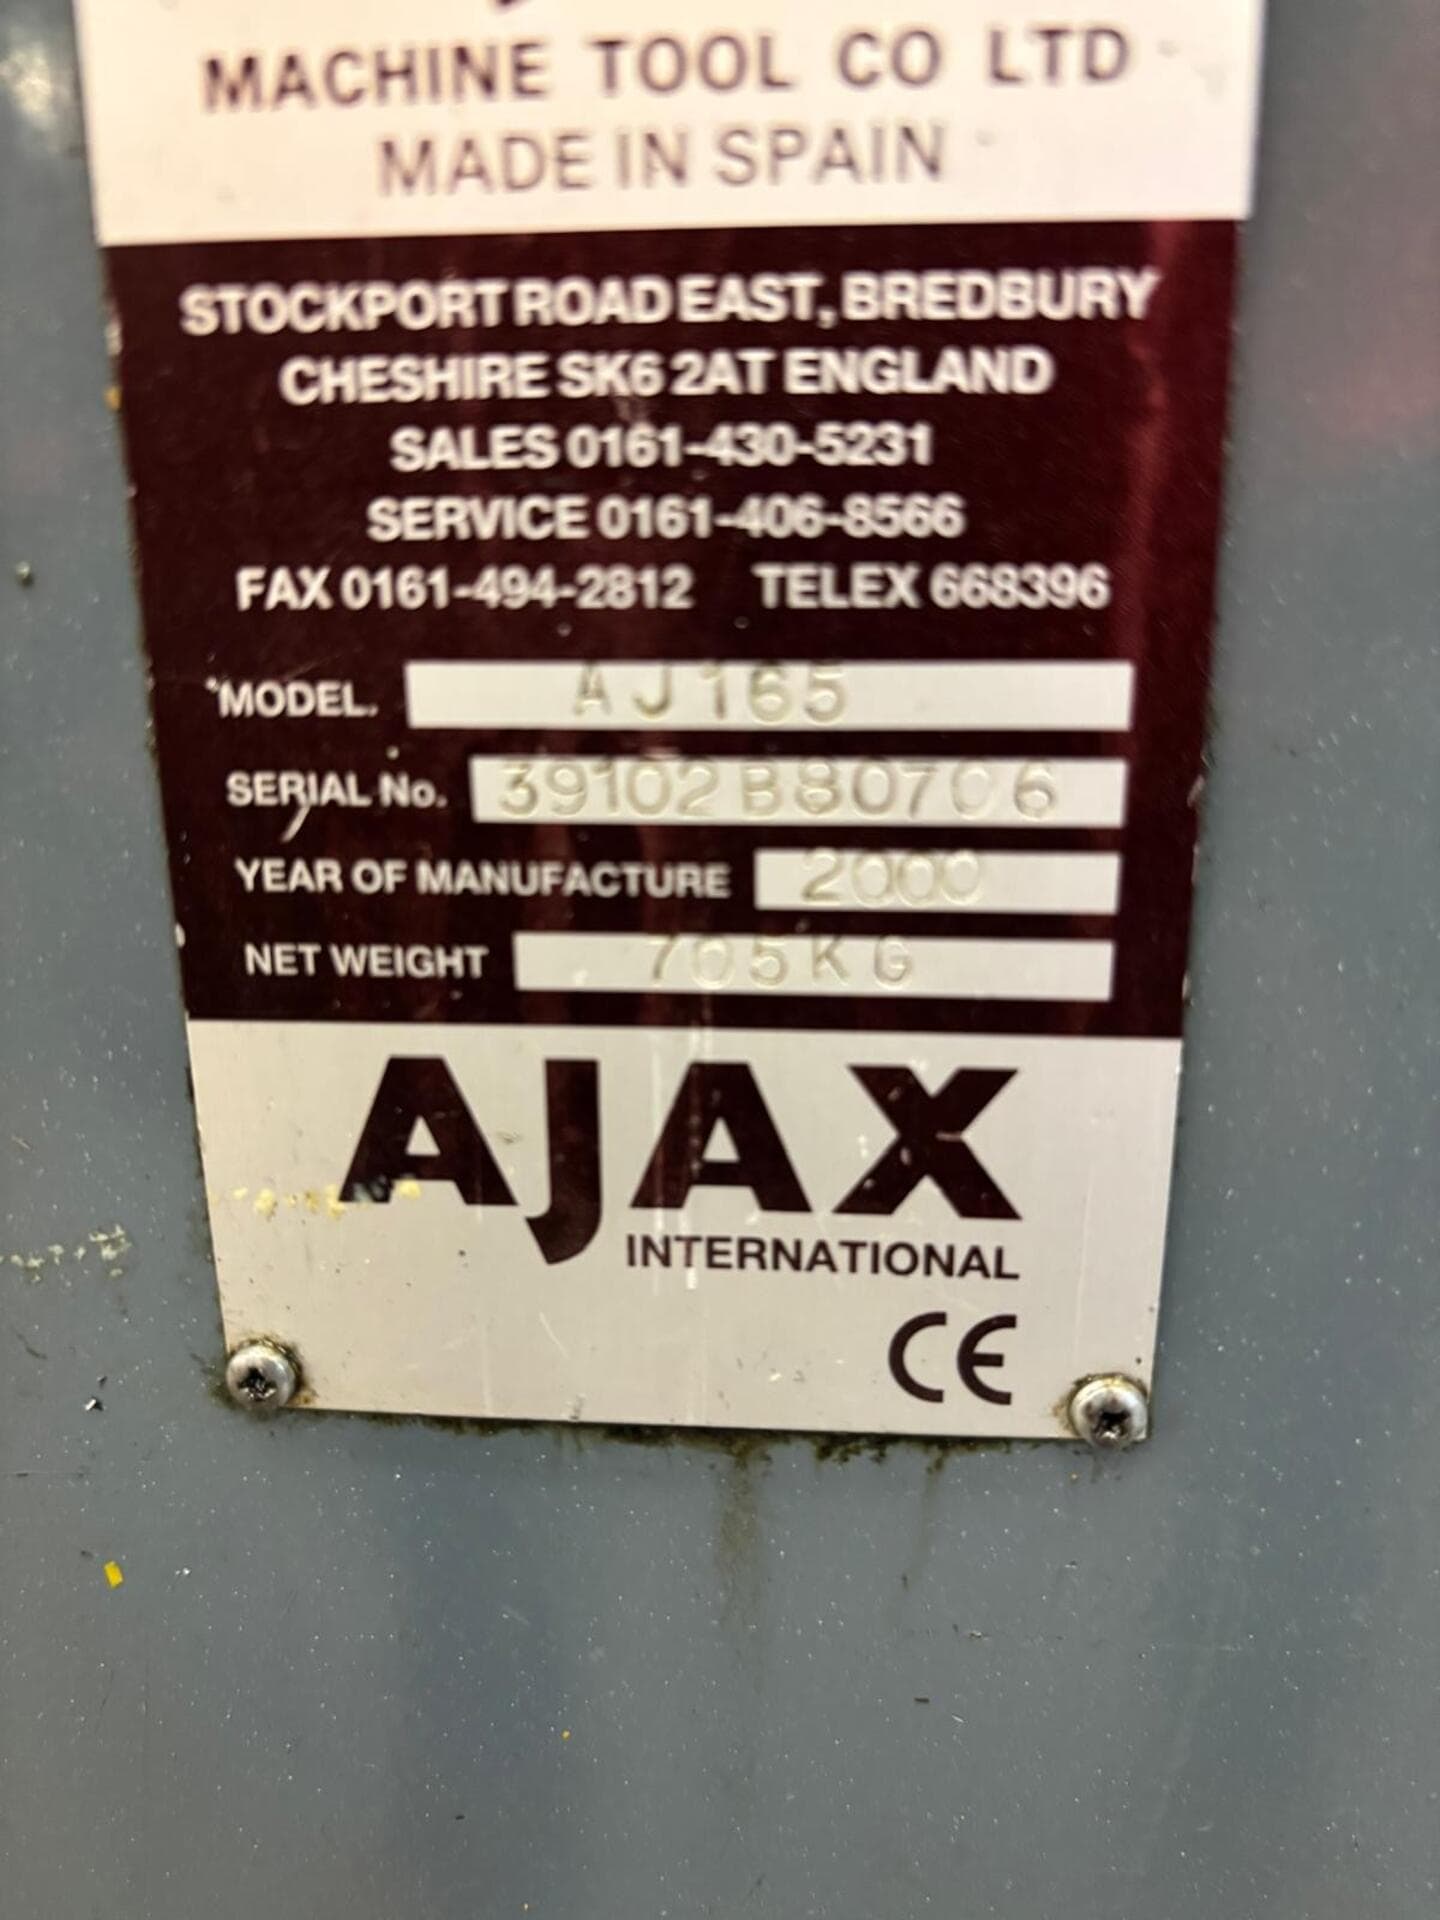 MACHINE TOOL CO LTD
MADE IN SPAIN
STOCKPORT ROAD EAST, BREDBURY
CHESHIRE SK6 2AT ENGLAND
SALES 0161-430-5231
SERVICE 0161-406-8566
FAX 0161-494-2812 TELEX 668396
MODEL. AJ165
SERIAL No. 39102B80706
YEAR OF MANUFACTURE 2000
NET WEIGHT 705KG
AJAX
INTERNATIONAL
CE